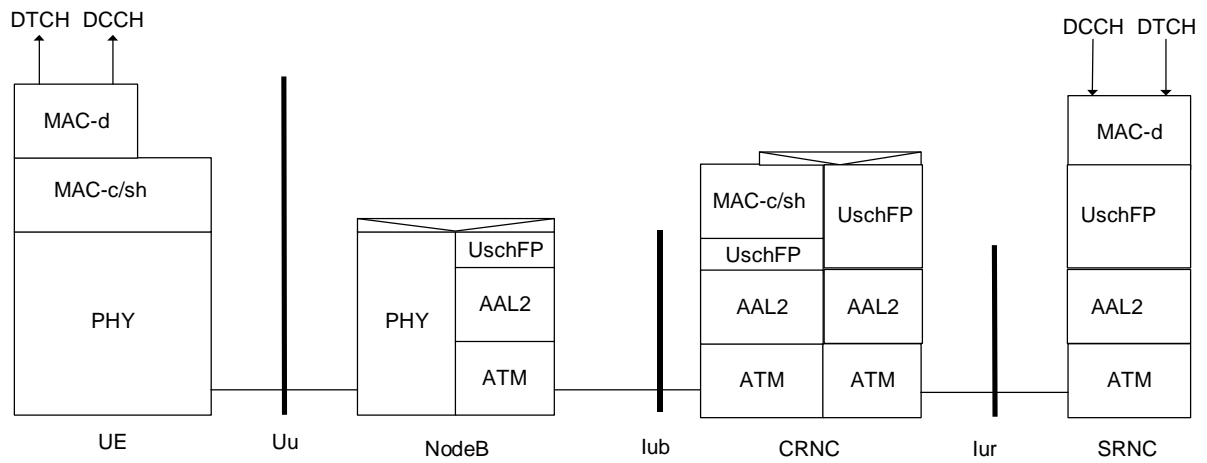 DTCH DCCH
DCCH DTCH
MAC-d
MAC-d
MAC-c/sh
MAC-c/sh
UschFP
UschFP
UschFP
UschFP
PHY
PHY
AAL2
AAL2
AAL2
AAL2
ATM
ATM
ATM
ATM
UE
Uu
NodeB
Iub
CRNC
Iur
SRNC